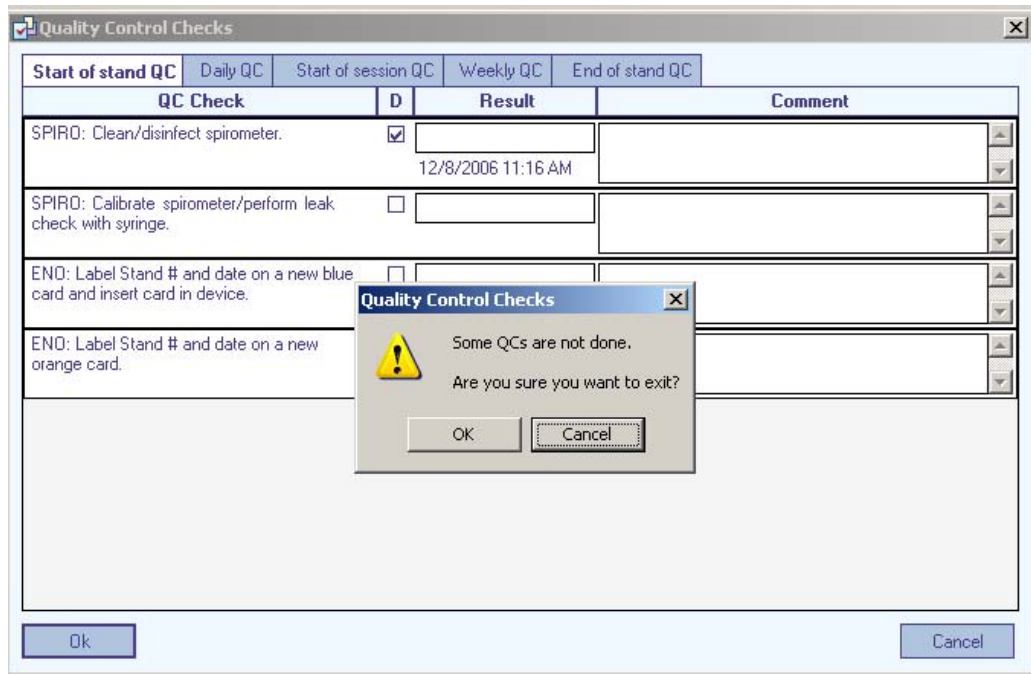 Quality Control Checks
Start of stand QC Daily QC Start of session QC Weekly QC End of stand QC
QC Check D Result Comment
SPIRO: Clean/disinfect spirometer.
12/8/2006 11:16 AM
SPIRO: Calibrate spirometer/perform leak
check with syringe.
ENO: Label Stand # and date on a new blue
card and insert card in device.
ENO: Label Stand # and date on a new
orange card.
Quality Control Checks
Some QCs are not done.
Are you sure you want to exit?
OK Cancel
Ok Cancel